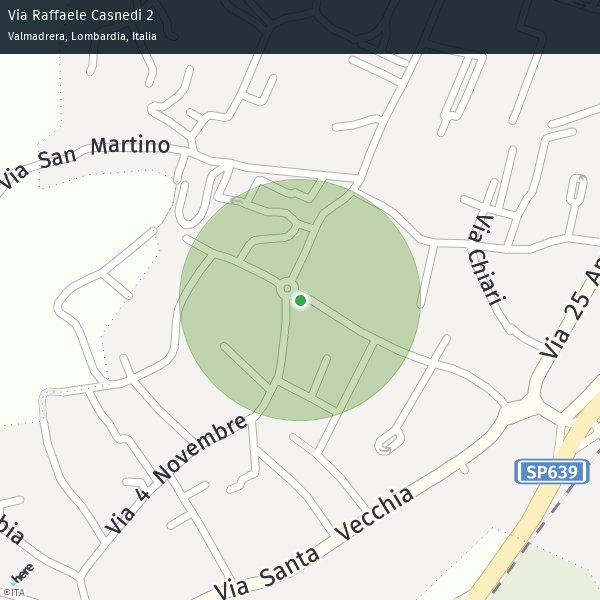 Via Raffaele Casnedi 2
Valmadrera, Lombardia, Italia
Via San Martino
Via Chiari
Via 25 Ap
Via 4 Novembre
SP639
Via Santa Vecchia
bia
here
©ITA